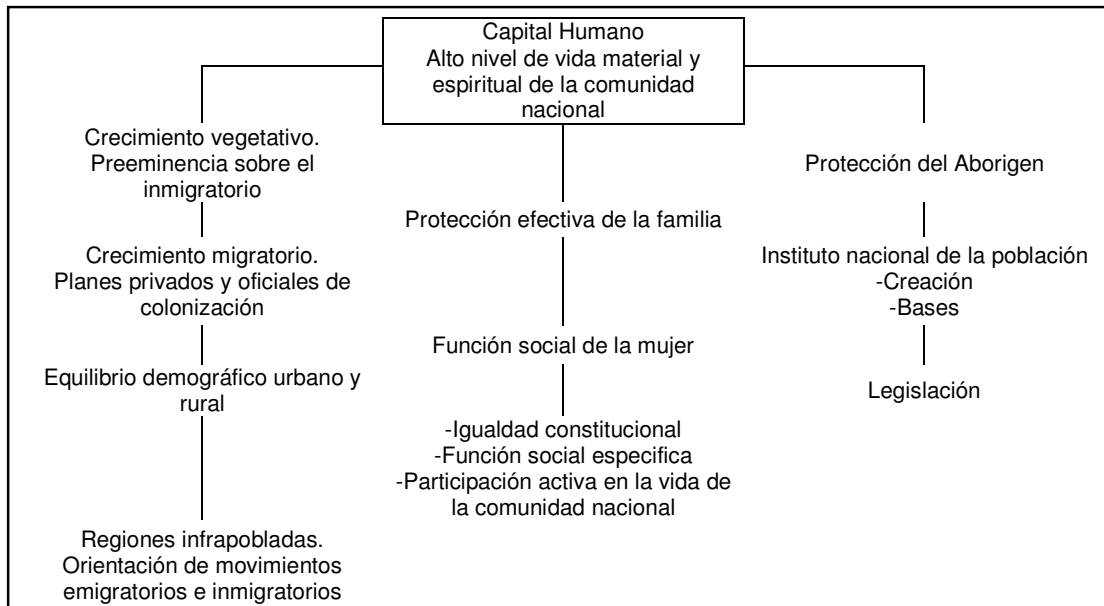 Capital Humano
Alto nivel de vida material y
espiritual de la comunidad
nacional
Crecimiento vegetativo.
Preeminencia sobre el
inmigratorio
Crecimiento migratorio.
Planes privados y oficiales de
colonización
Equilibrio demográfico urbano y
rural
Regiones infrapobladas.
Orientación de movimientos
emigratorios e inmigratorios
Protección efectiva de la familia
Función social de la mujer
-Igualdad constitucional
-Función social especifica
-Participación activa en la vida de
la comunidad nacional
Protección del Aborigen
Instituto nacional de la población
-Creación
-Bases
Legislación